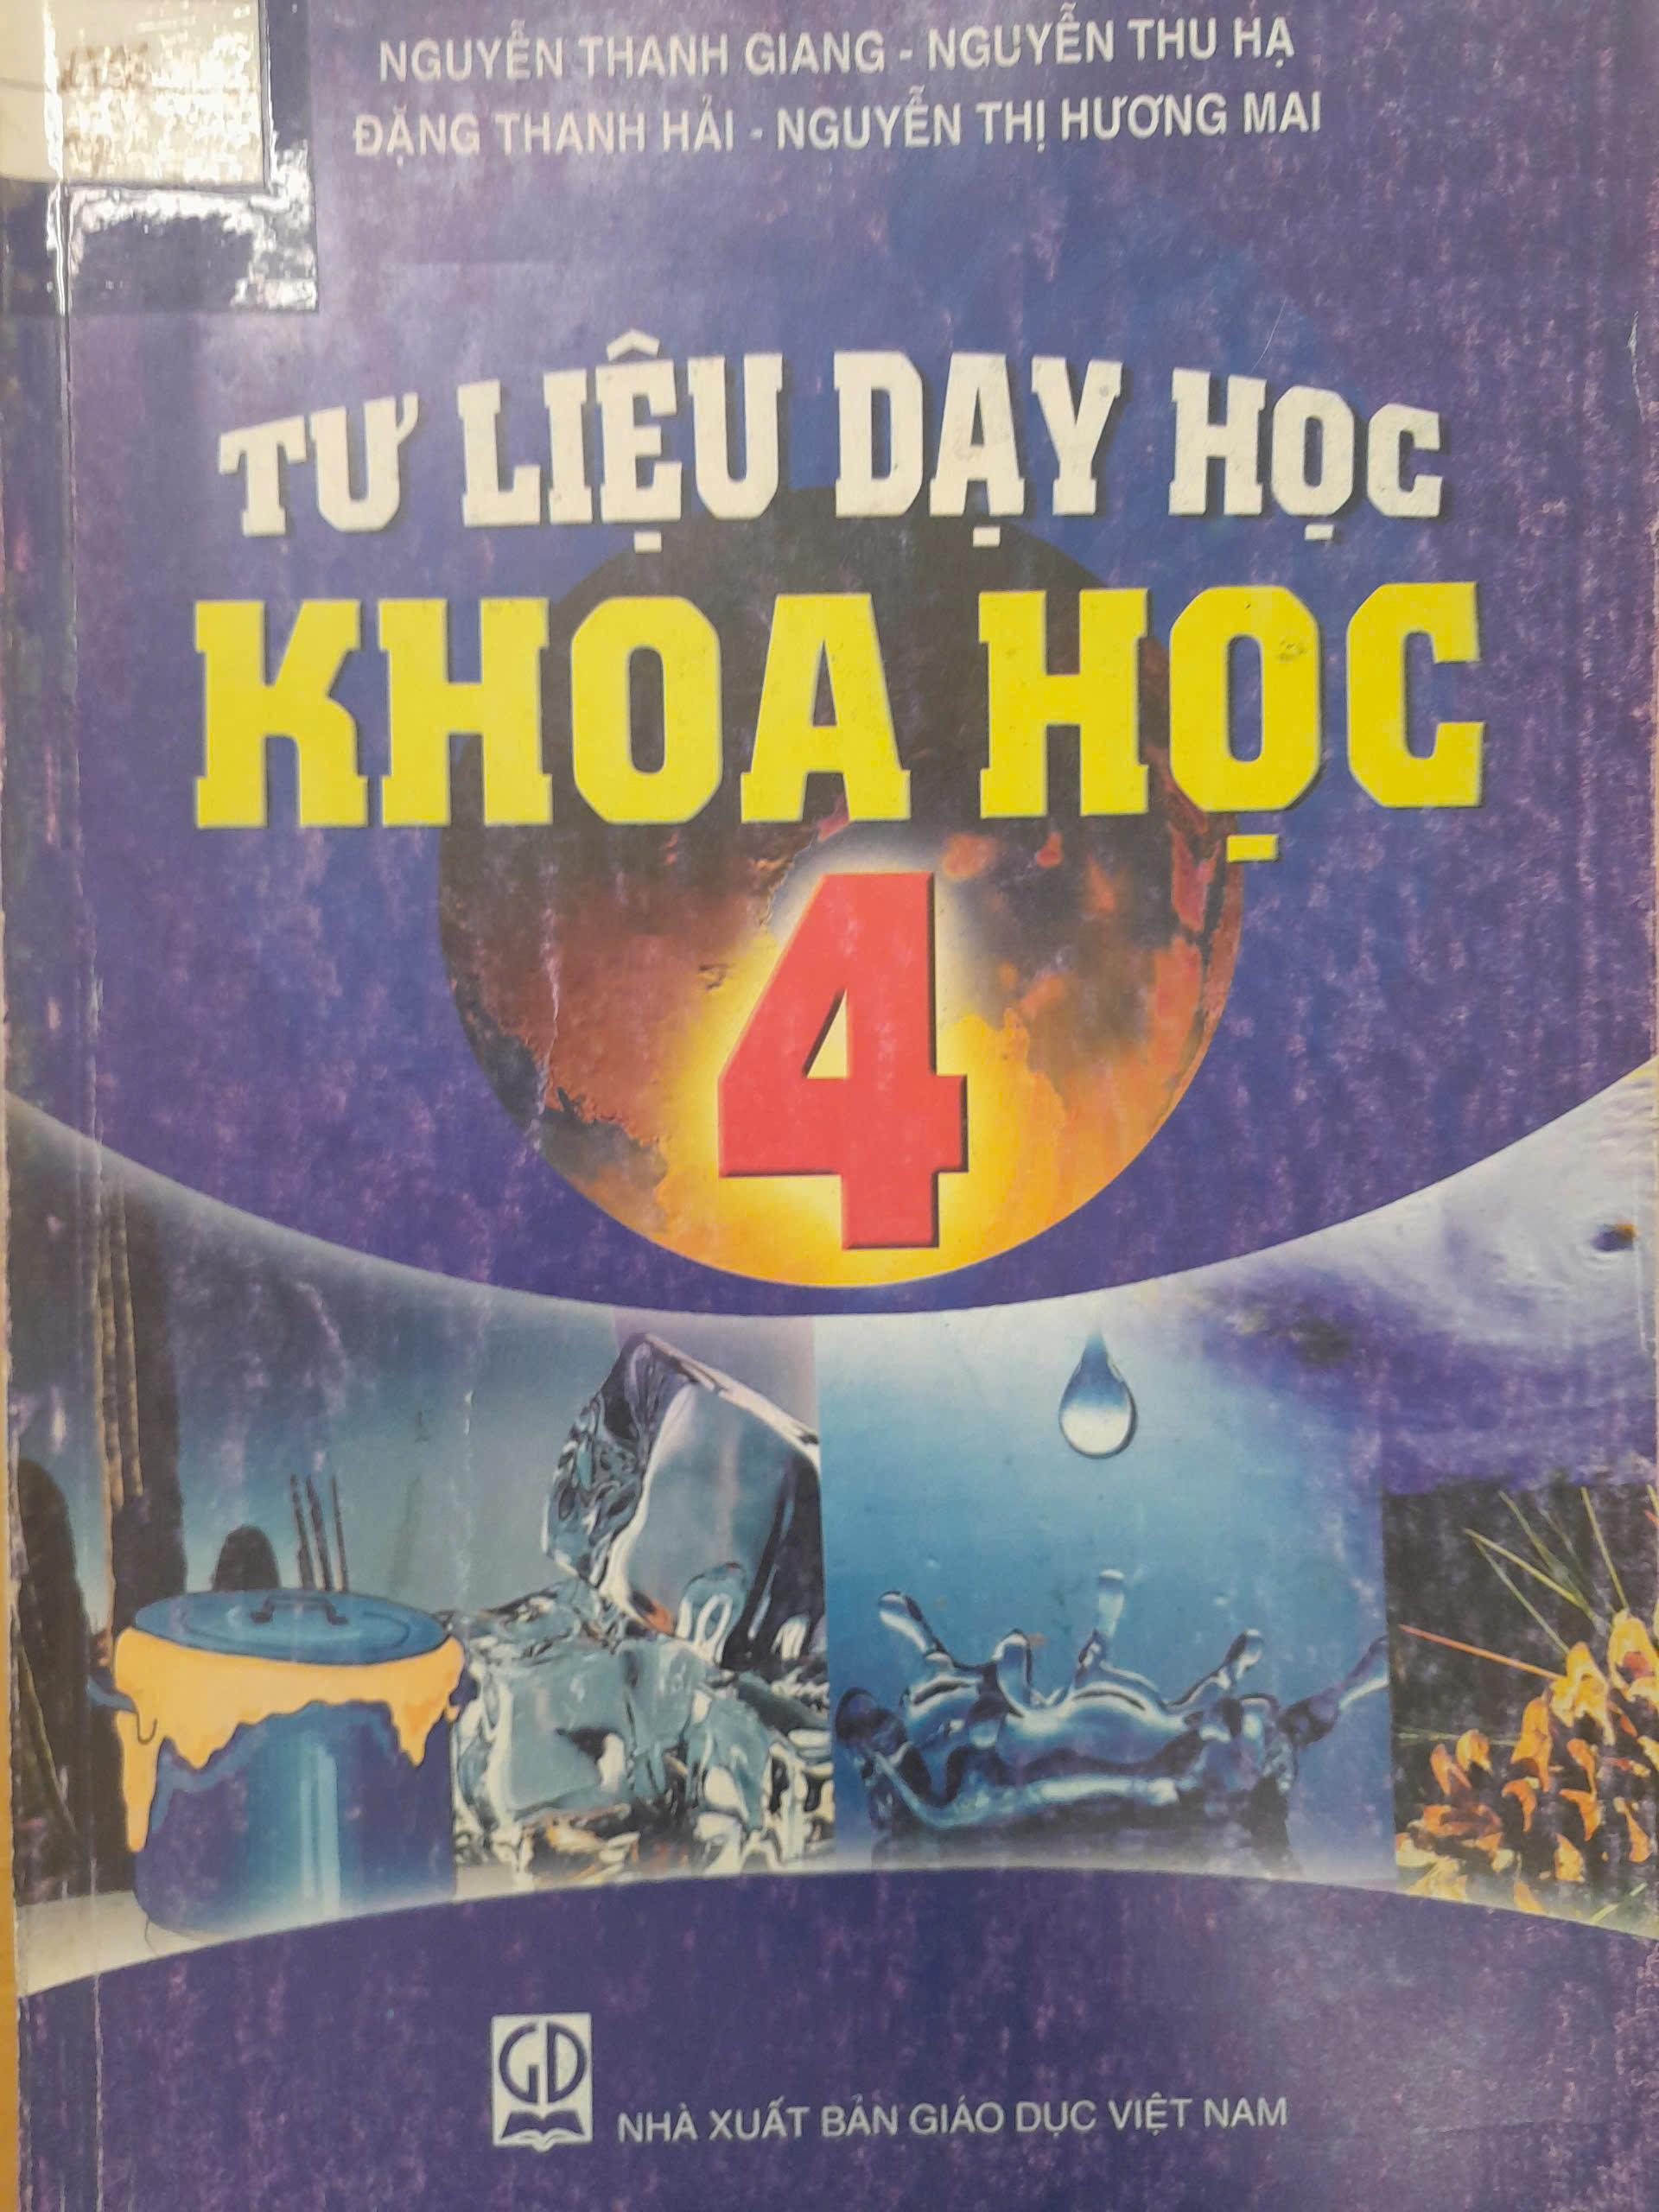 NGUYỄN THANH GIANG - NGUYỄN THU HẠ
ĐẶNG THANH HẢI - NGUYỄN THỊ HƯƠNG MAI
TƯ LIỆU DẠY HỌC
KHOA HỌC
4
GD
NHÀ XUẤT BẢN GIÁO DỤC VIỆT NAM